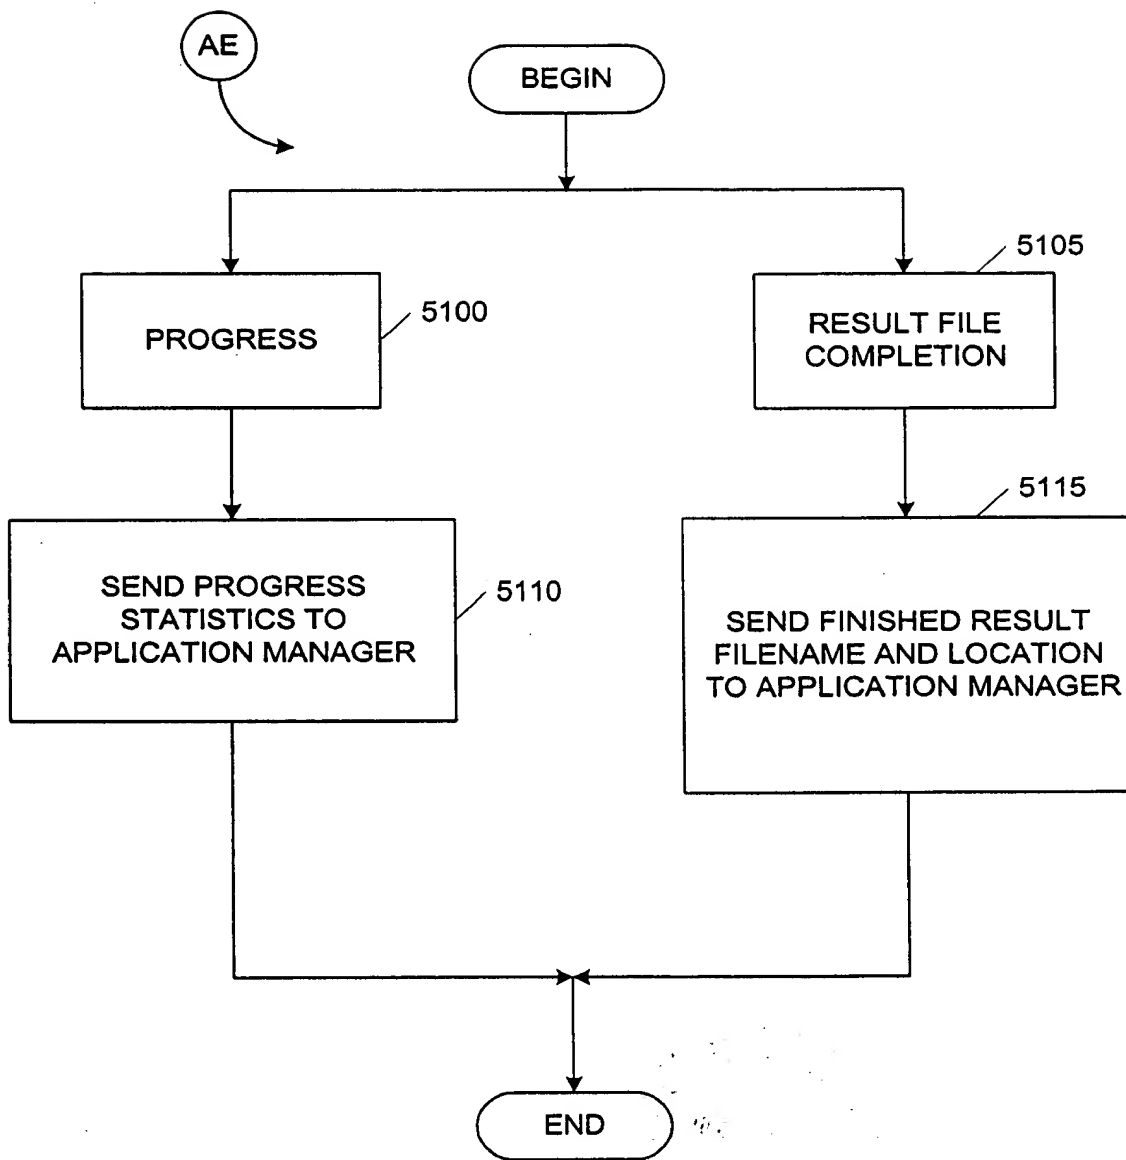 AE
BEGIN
5100
PROGRESS
5105
RESULT FILE
COMPLETION
5110
SEND PROGRESS
STATISTICS TO
APPLICATION MANAGER
5115
SEND FINISHED RESULT
FILENAME AND LOCATION
TO APPLICATION MANAGER
END